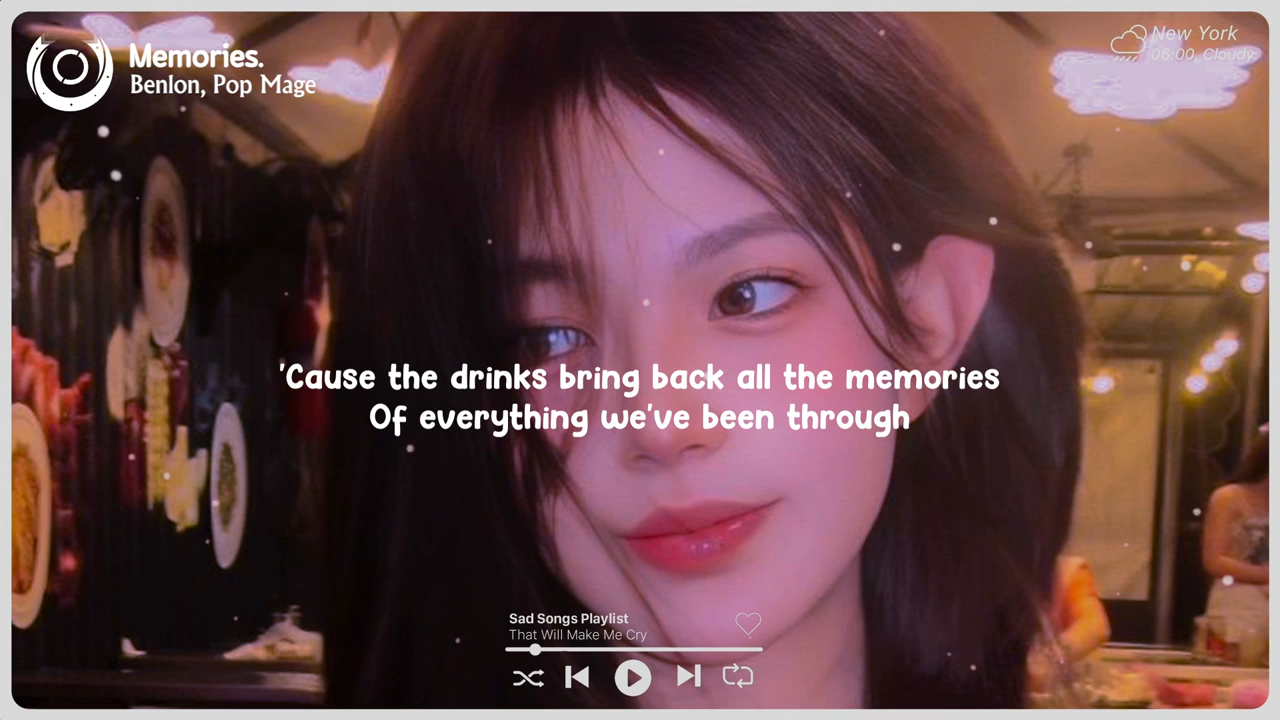 Memories.
Benlon, Pop Mage
New York
06:00, Cloudy
'Cause the drinks bring back all the memories
Of everything we've been through
Sad Songs Playlist
That Will Make Me Cry